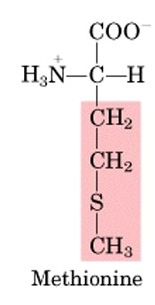 COO⁻
H₃N⁺—C—H
CH₂
CH₂
S
CH₃
Methionine